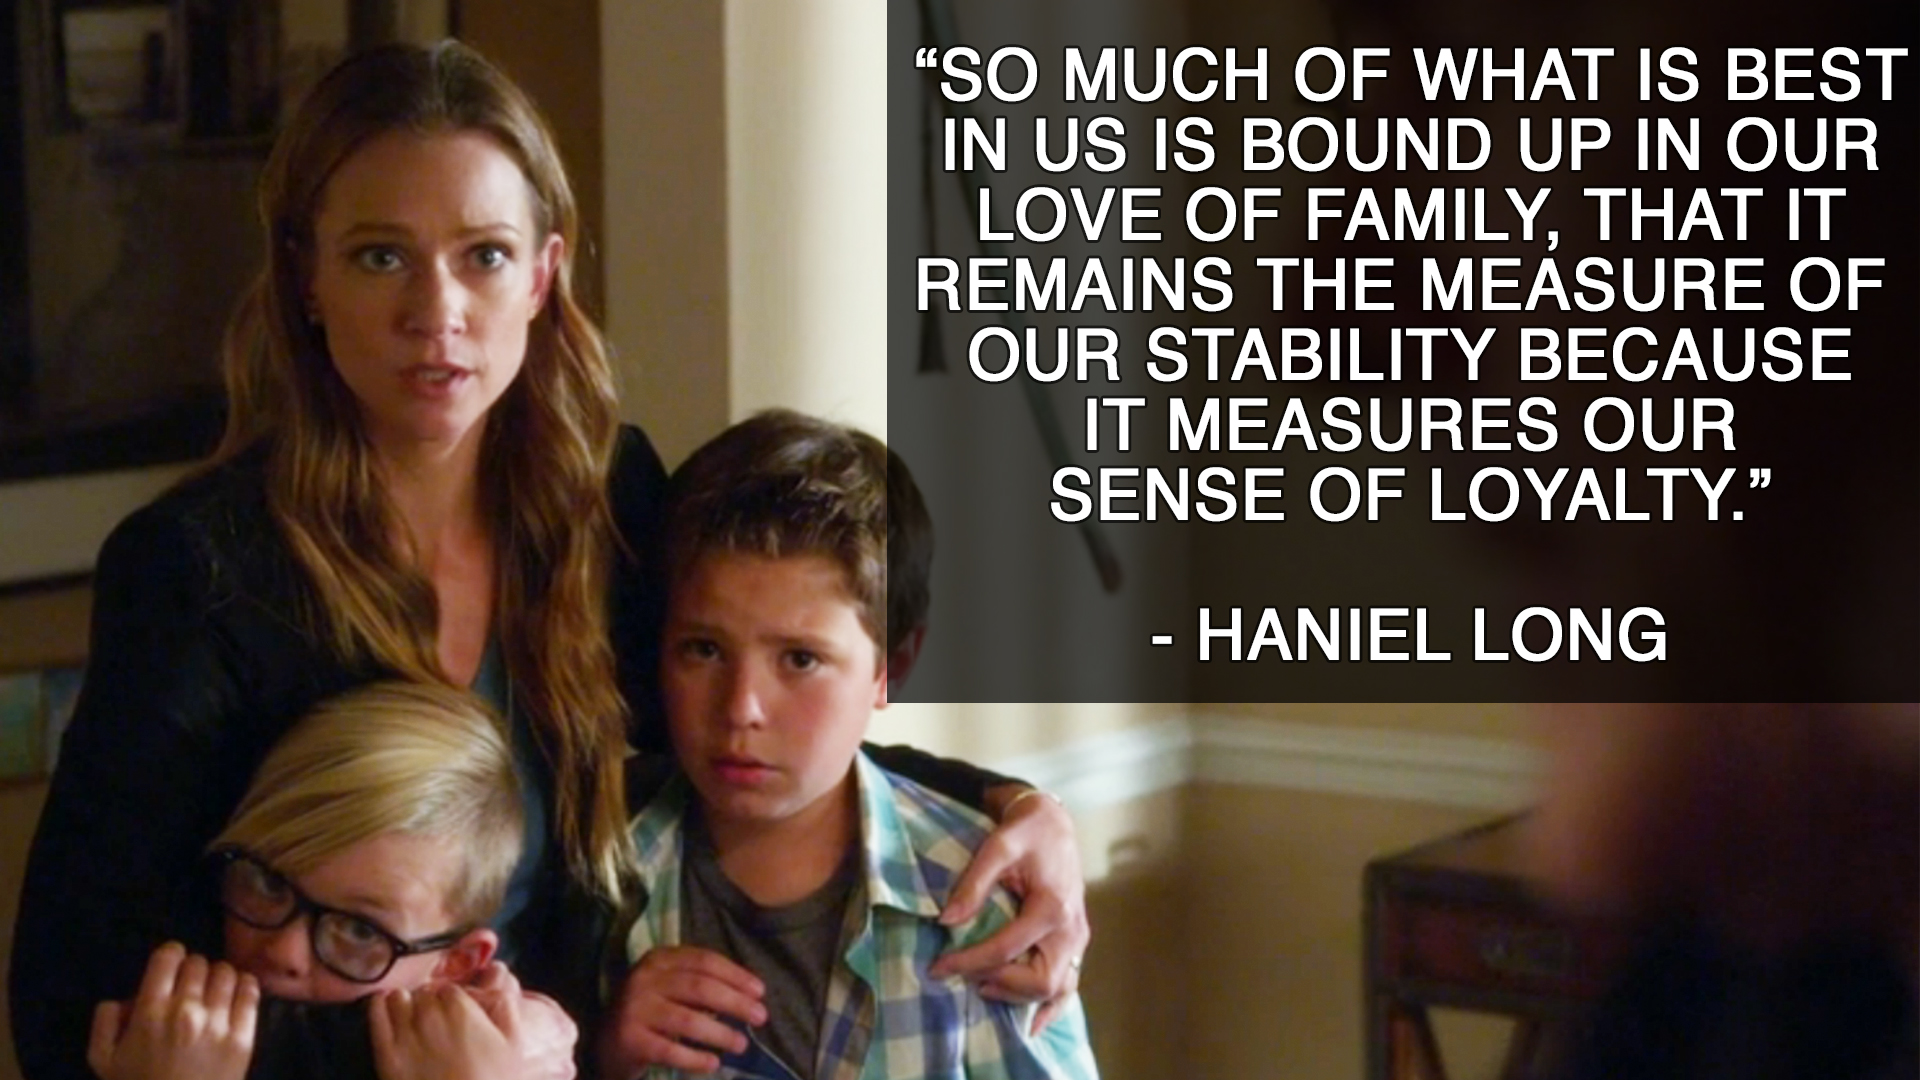 “SO MUCH OF WHAT IS BEST
IN US IS BOUND UP IN OUR
LOVE OF FAMILY, THAT IT
REMAINS THE MEASURE OF
OUR STABILITY BECAUSE
IT MEASURES OUR
SENSE OF LOYALTY.”
- HANIEL LONG